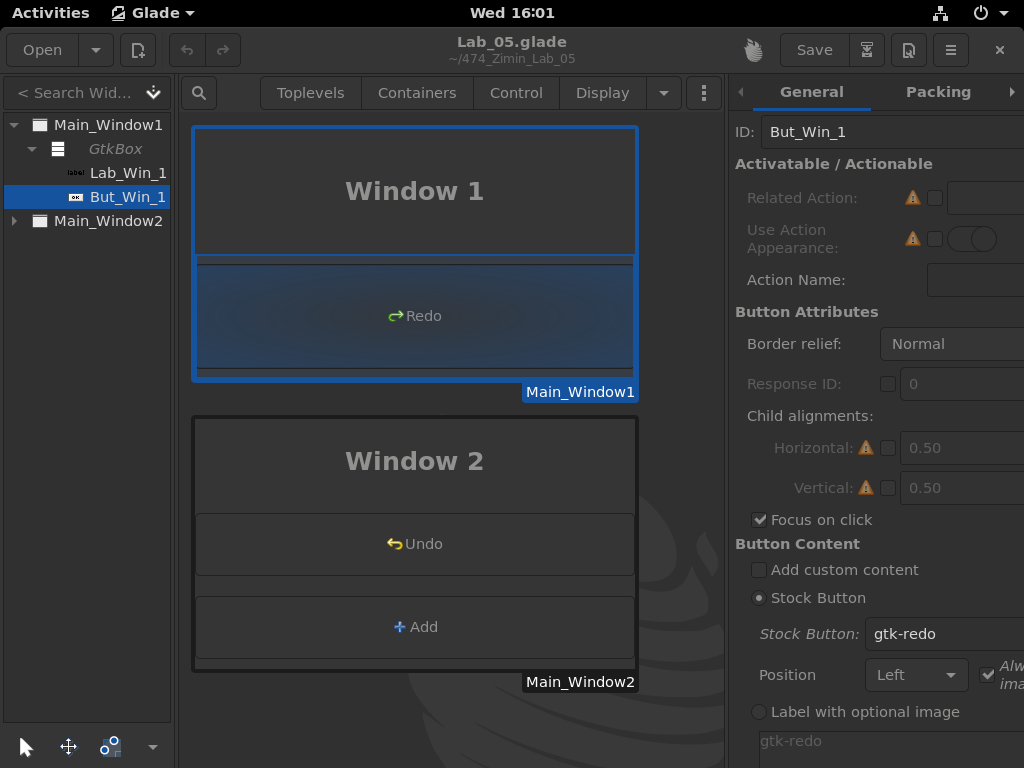 Activities Glade Wed 16:01
Open Lab_05.glade Save
~/474_Zimin_Lab_05
< Search Wid... Toplevels Containers Control Display General Packing
Main_Window1
GtkBox
label Lab_Win_1
OK But_Win_1
Main_Window2
Window 1
Redo
Main_Window1
Window 2
Undo
Add
Main_Window2
ID: But_Win_1
Activatable / Actionable
Related Action:
Use Action
Appearance:
Action Name:
Button Attributes
Border relief: Normal
Response ID: 0
Child alignments:
Horizontal: 0.50
Vertical: 0.50
Focus on click
Button Content
Add custom content
Stock Button
Stock Button: gtk-redo
Position Left Alw
ima
Label with optional image
gtk-redo